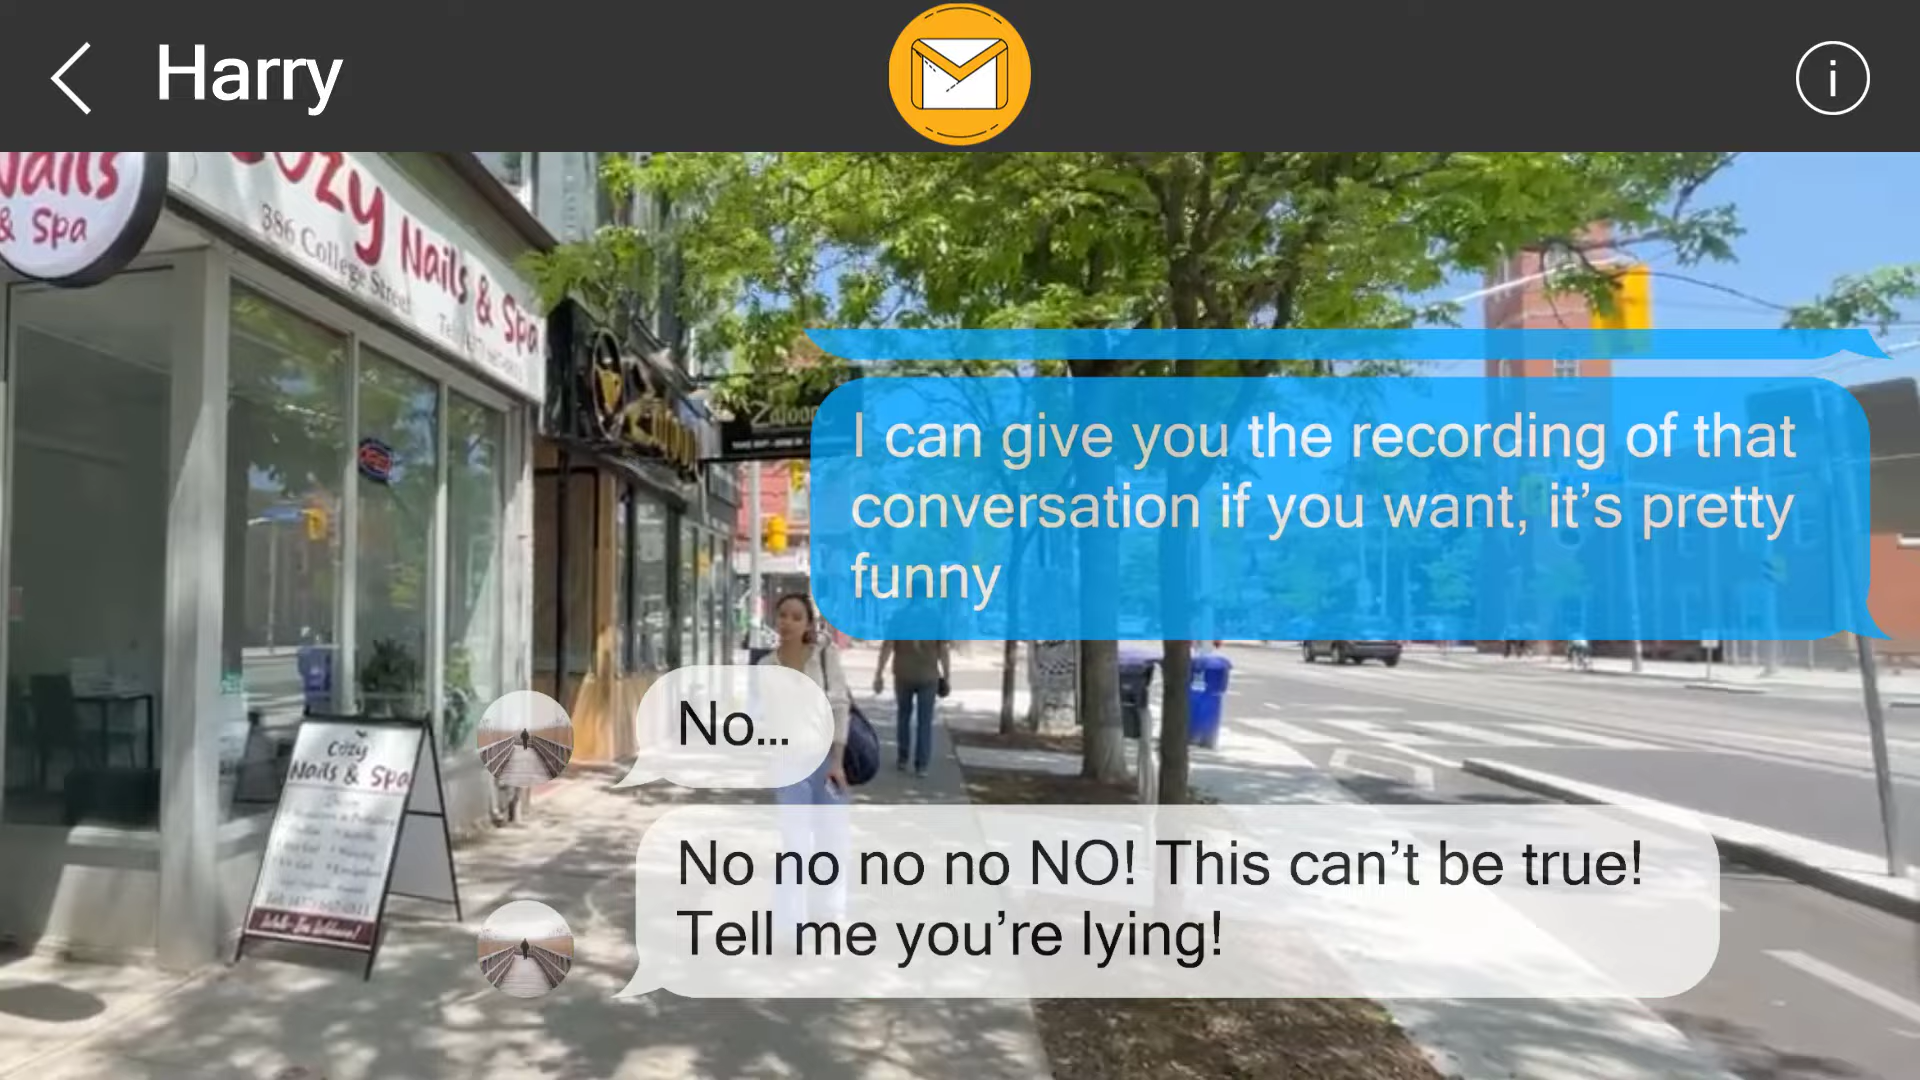 Harry
Nails
& Spa
Cozy Nails & Spa
386 College Street
I can give you the recording of that
conversation if you want, it’s pretty
funny
No...
No no no no NO! This can’t be true!
Tell me you’re lying!
Cozy
Nails & Spa